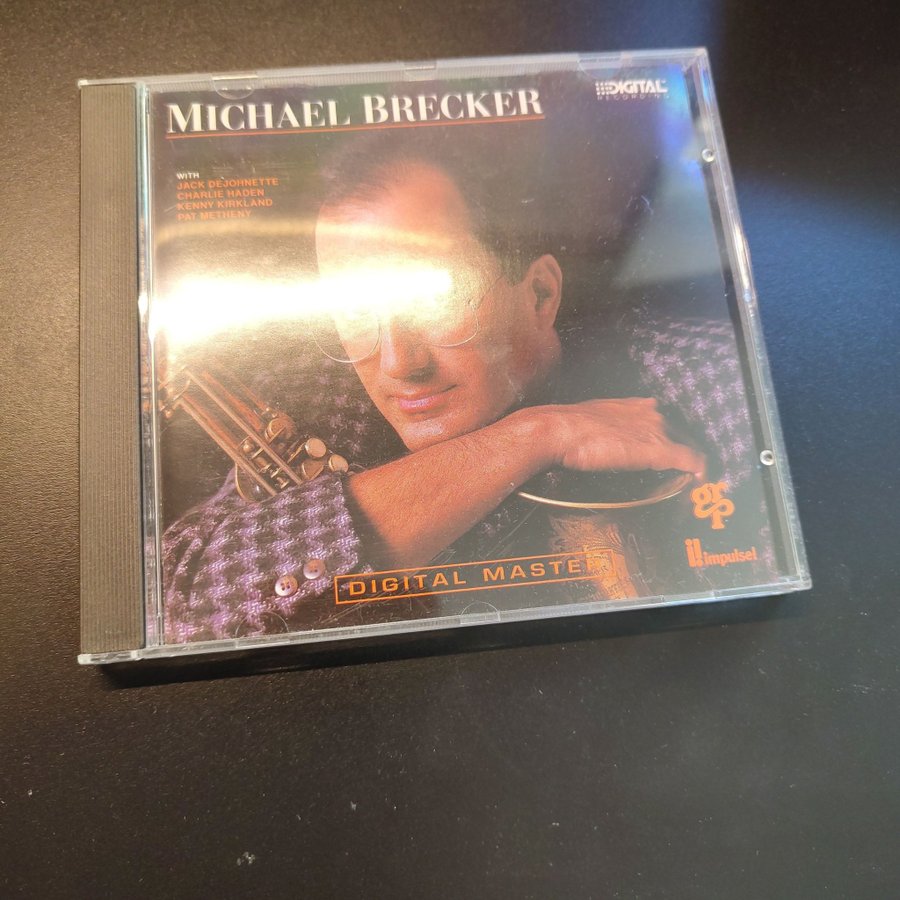 MICHAEL BRECKER
DIGITAL
RECORDING
WITH
JACK DEJOHNETTE
CHARLIE HADEN
KENNY KIRKLAND
PAT METHENY
grp
impulse!
DIGITAL MASTER